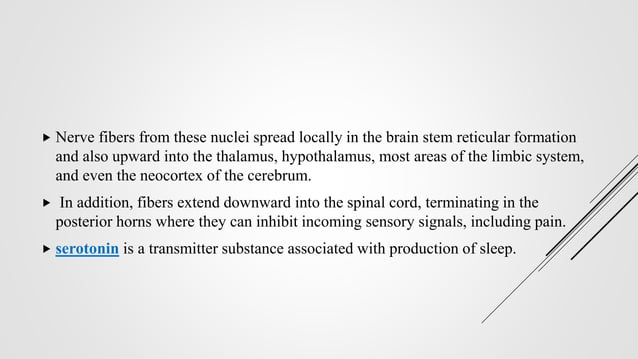 Nerve fibers from these nuclei spread locally in the brain stem reticular formation
and also upward into the thalamus, hypothalamus, most areas of the limbic system,
and even the neocortex of the cerebrum.
In addition, fibers extend downward into the spinal cord, terminating in the
posterior horns where they can inhibit incoming sensory signals, including pain.
serotonin is a transmitter substance associated with production of sleep.